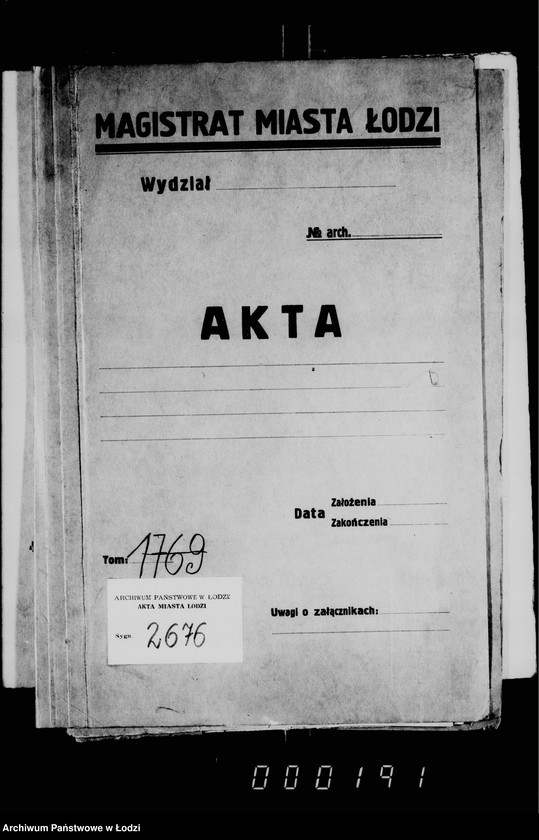 MAGISTRAT MIASTA ŁODZI
Wydział
№ arch.
AKTA
Data
Założenia
Zakończenia
Tom: 1769
ARCHIWUM PAŃSTWOWE W ŁODZI
AKTA MIASTA ŁODZI
Sygn. 2676
Uwagi o załącznikach:
000191
Archiwum Państwowe w Łodzi